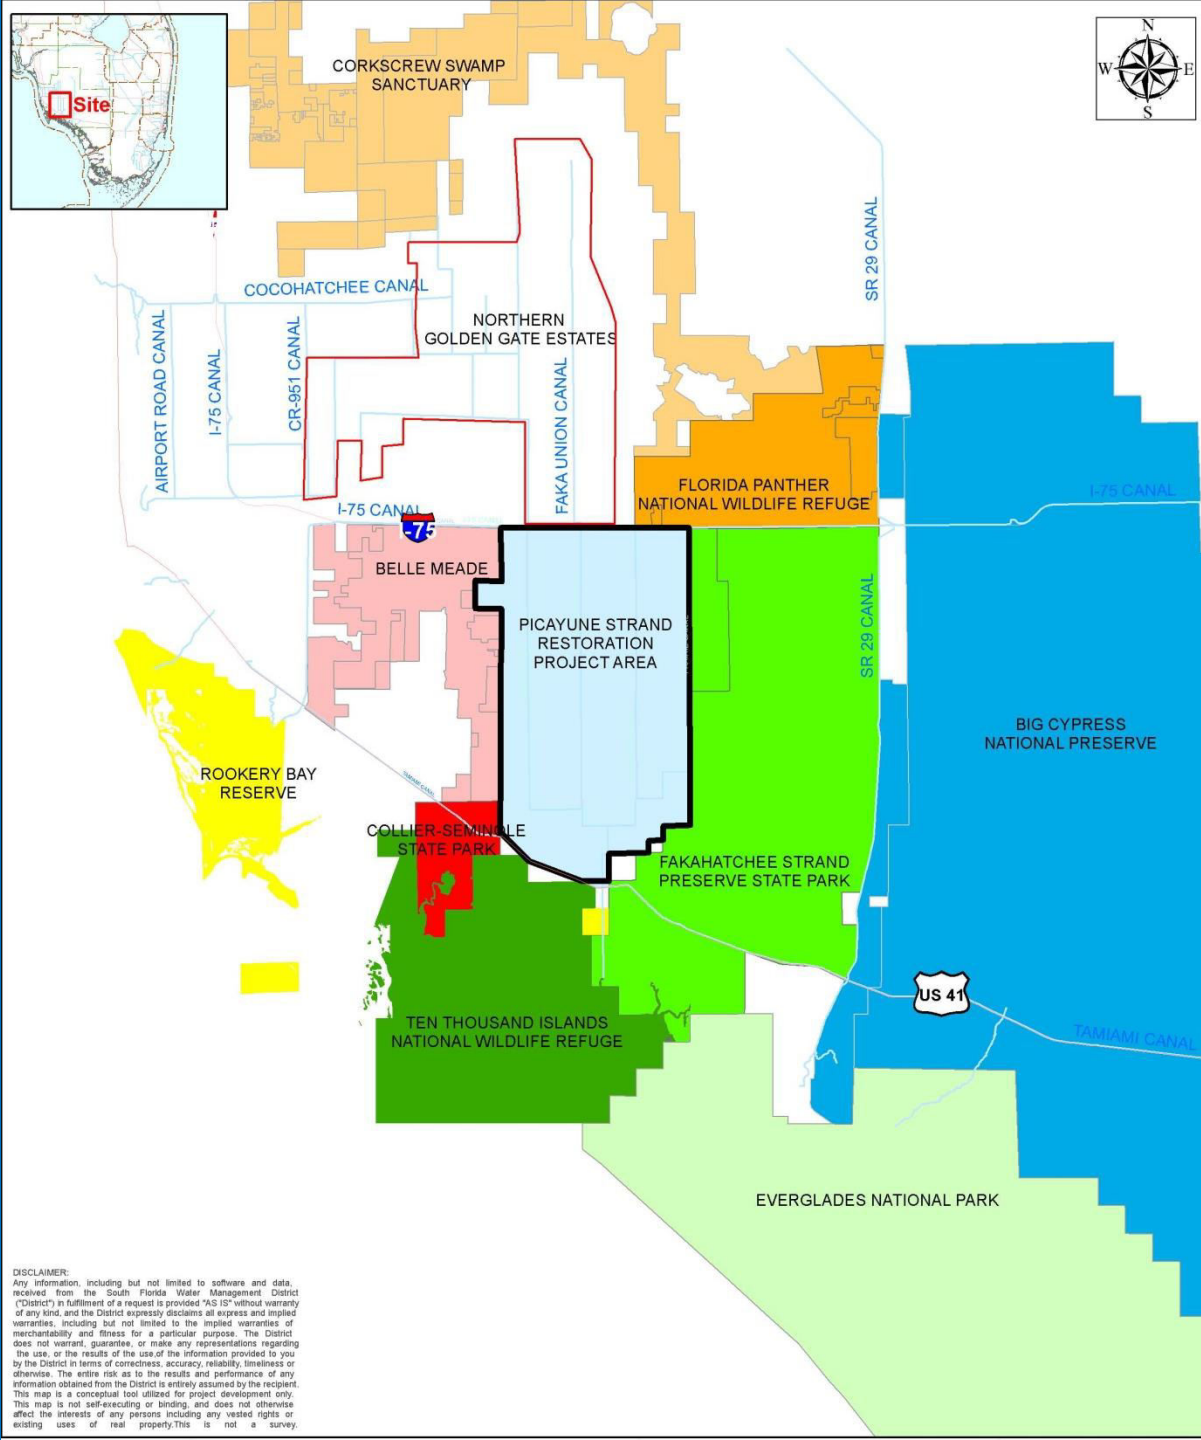 Site
N
W
E
S
CORKSCREW SWAMP
SANCTUARY
SR 29 CANAL
COCOHATCHEE CANAL
NORTHERN
GOLDEN GATE ESTATES
AIRPORT ROAD CANAL
I-75 CANAL
CR-951 CANAL
FAKA UNION CANAL
FLORIDA PANTHER
NATIONAL WILDLIFE REFUGE
I-75 CANAL
I-75 CANAL
I-75
BELLE MEADE
PICAYUNE STRAND
RESTORATION
PROJECT AREA
SR 29 CANAL
BIG CYPRESS
NATIONAL PRESERVE
ROOKERY BAY
RESERVE
TAMIAMI CANAL
COLLIER-SEMINOLE
STATE PARK
FAKAHATCHEE STRAND
PRESERVE STATE PARK
US 41
TEN THOUSAND ISLANDS
NATIONAL WILDLIFE REFUGE
TAMIAMI CANAL
EVERGLADES NATIONAL PARK
DISCLAIMER:
Any information, including but not limited to software and data,
received from the South Florida Water Management District
("District") in fulfillment of a request is provided "AS IS" without warranty
of any kind, and the District expressly disclaims all express and implied
warranties, including but not limited to the implied warranties of
merchantability and fitness for a particular purpose. The District
does not warrant, guarantee, or make any representations regarding
the use, or the results of the use,of the information provided to you
by the District in terms of correctness, accuracy, reliability, timeliness or
otherwise. The entire risk as to the results and performance of any
information obtained from the District is entirely assumed by the recipient.
This map is a conceptual tool utilized for project development only.
This map is not self-executing or binding, and does not otherwise
affect the interests of any persons including any vested rights or
existing uses of real property.This is not a survey.